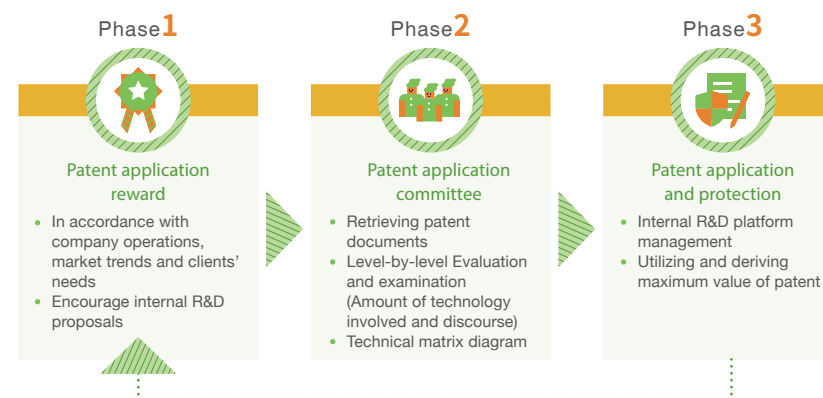 Phase1
Patent application
reward
• In accordance with
company operations,
market trends and clients'
needs
• Encourage internal R&D
proposals
Phase2
Patent application
committee
• Retrieving patent
documents
• Level-by-level Evaluation
and examination
(Amount of technology
involved and discourse)
• Technical matrix diagram
Phase3
Patent application
and protection
• Internal R&D platform
management
• Utilizing and deriving
maximum value of patent